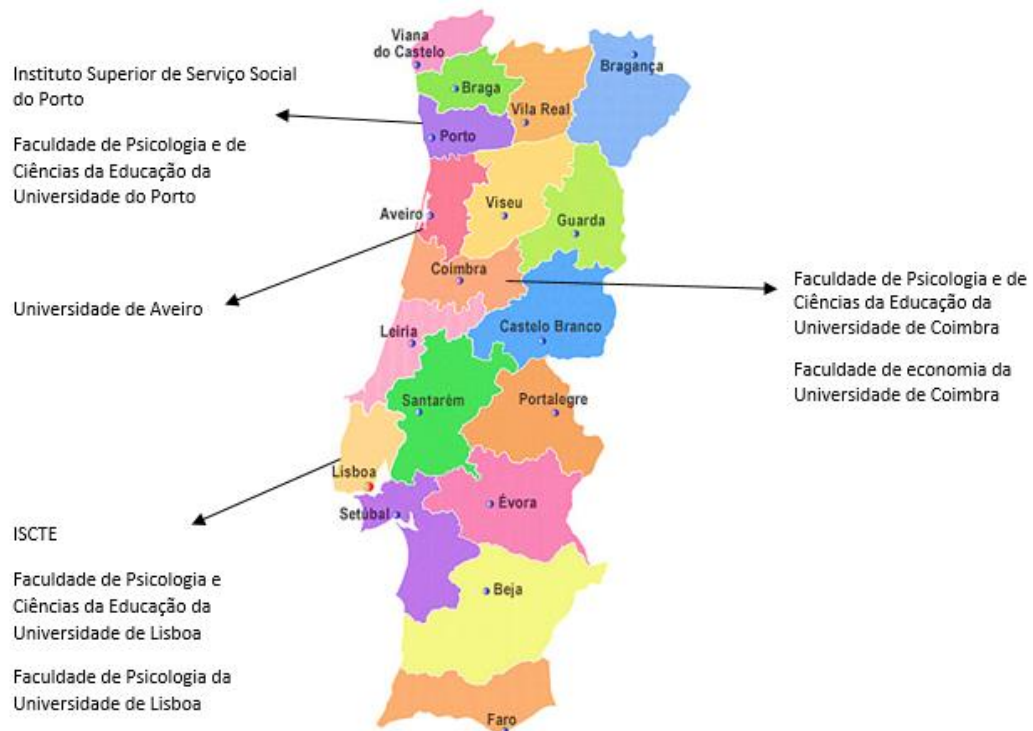 Viana
do Castelo
Bragança
Braga
Vila Real
Porto
Viseu
Aveiro
Guarda
Coimbra
Castelo Branco
Leiria
Santarém
Portalegre
Lisboa
Évora
Setúbal
Beja
Faro
Instituto Superior de Serviço Social
do Porto
Faculdade de Psicologia e de
Ciências da Educação da
Universidade do Porto
Universidade de Aveiro
Faculdade de Psicologia e de
Ciências da Educação da
Universidade de Coimbra
Faculdade de economia da
Universidade de Coimbra
ISCTE
Faculdade de Psicologia e
Ciências da Educação da
Universidade de Lisboa
Faculdade de Psicologia da
Universidade de Lisboa